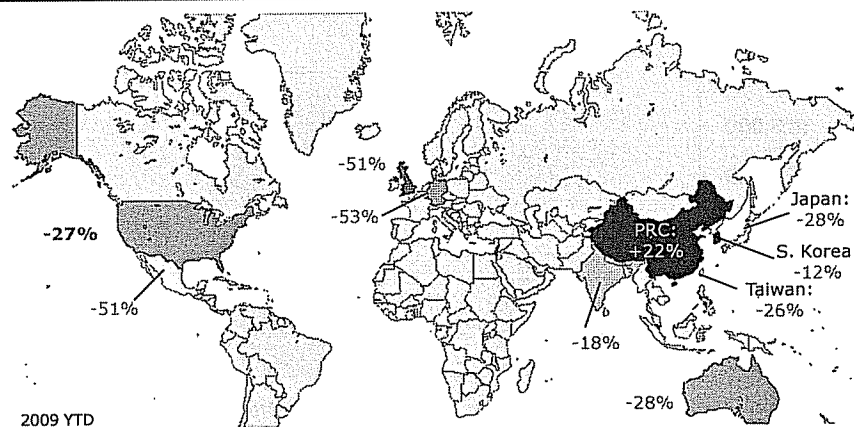 -51%
-53%
-27%
-51%
PRC:
+22%
Japan:
-28%
S. Korea
-12%
Taiwan:
-26%
-18%
-28%
2009 YTD